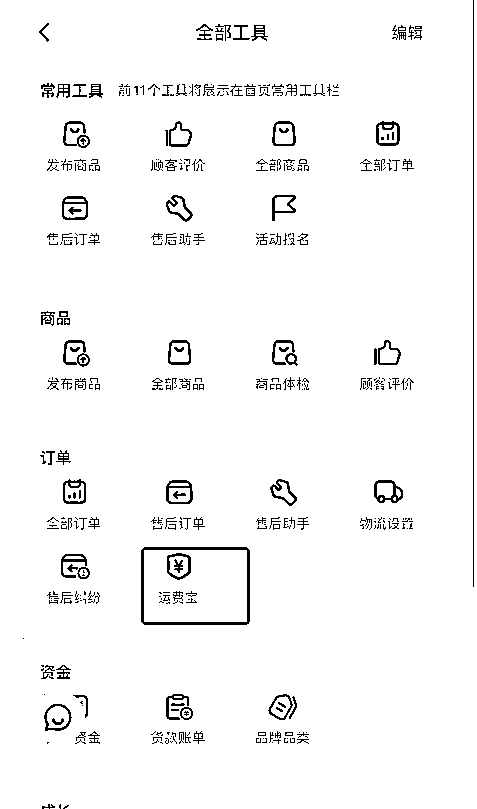 全部工具 编辑
常用工具 前11个工具将展示在首页常用工具栏
发布商品 顾客评价 全部商品 全部订单
售后订单 售后助手 活动报名
商品
发布商品 全部商品 商品体检 顾客评价
订单
全部订单 售后订单 售后助手 物流设置
售后纠纷 运费宝
资金
资金 货款账单 品牌品类
成长